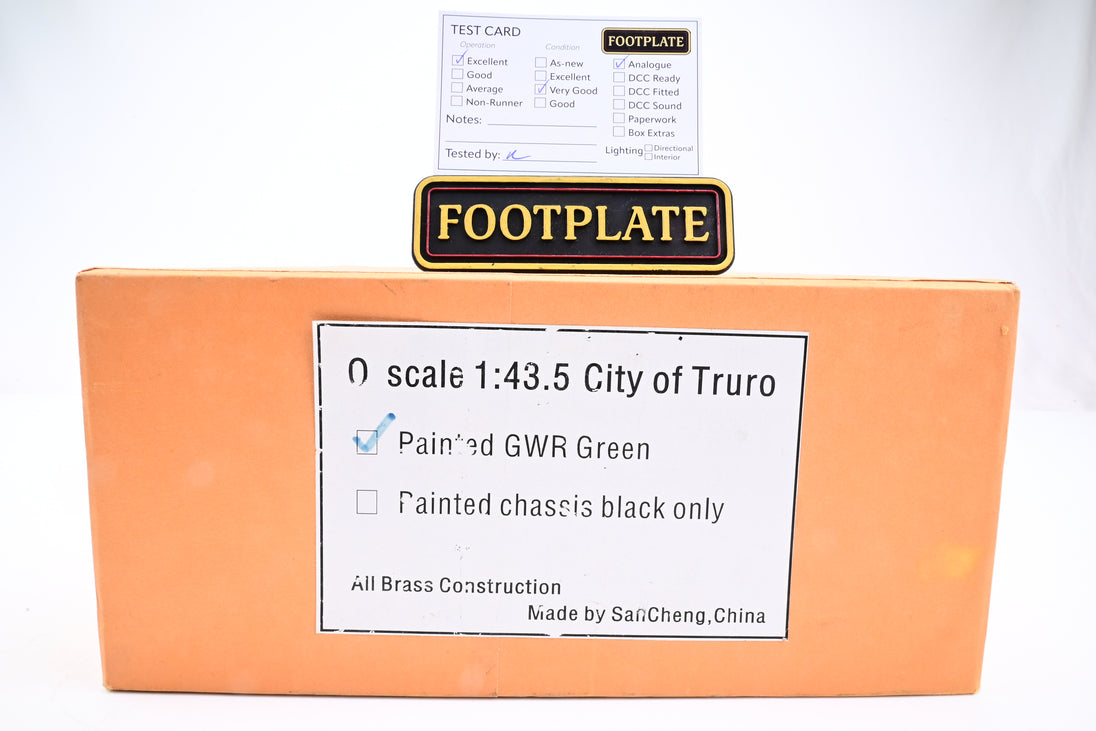 TEST CARD
FOOTPLATE
Operation
Excellent
Good
Average
Non-Runner
Condition
As-new
Excellent
Very Good
Good
Analogue
DCC Ready
DCC Fitted
DCC Sound
Paperwork
Box Extras
Notes:
Tested by:
Lighting
Directional
Interior
FOOTPLATE
0 scale 1:43.5 City of Truro
Painted GWR Green
Painted chassis black only
All Brass Construction
Made by SanCheng,China